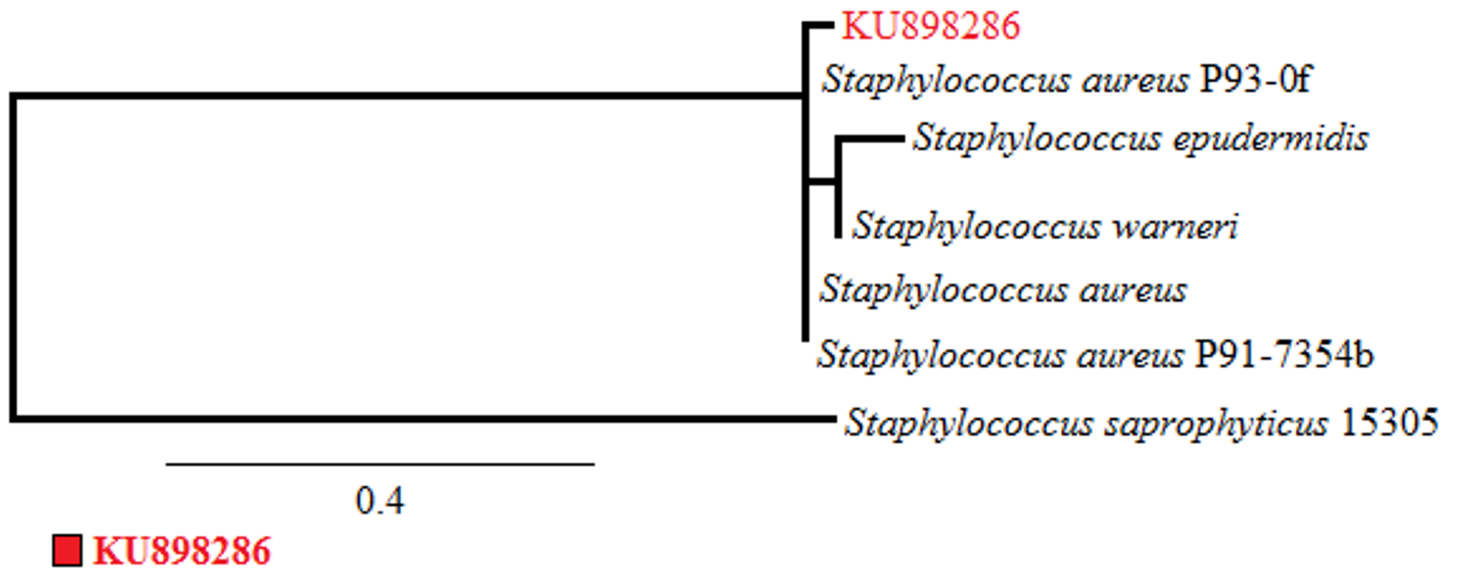 KU898286
Staphylococcus aureus P93-0f
Staphylococcus epudermidis
Staphylococcus warneri
Staphylococcus aureus
Staphylococcus aureus P91-7354b
Staphylococcus saprophyticus 15305
0.4
KU898286